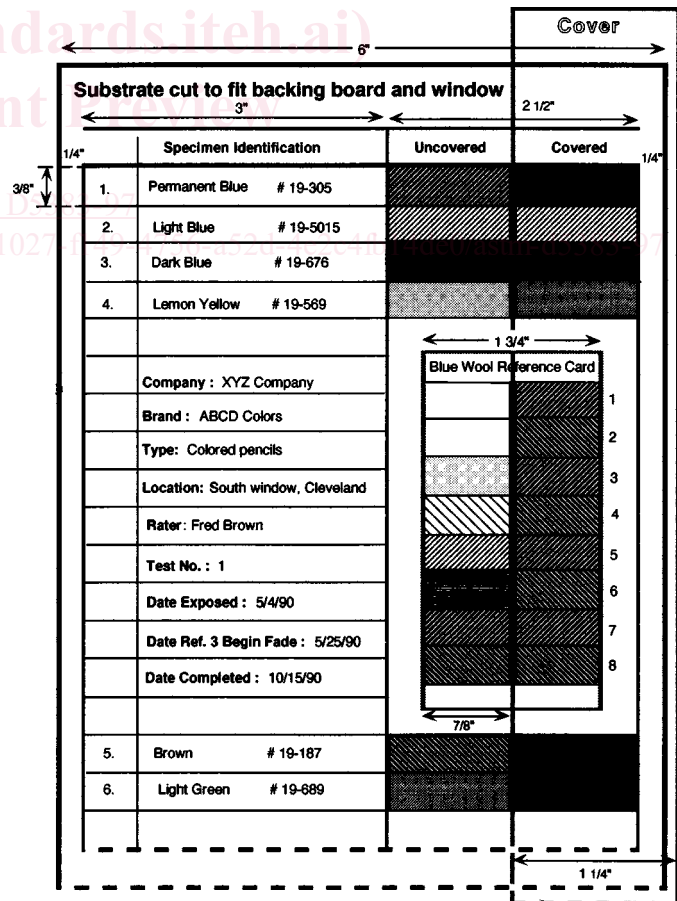 ndards.iteh.ai)
nt Preview
Cover
6"
Substrate cut to fit backing board and window
3"
2 1/2"
1/4"
Specimen Identification
Uncovered
Covered
1/4"
3/8"
1. Permanent Blue # 19-305
2. Light Blue # 19-5015
3. Dark Blue # 19-676
4. Lemon Yellow # 19-569
1 3/4"
Blue Wool Reference Card
Company : XYZ Company
1
Brand : ABCD Colors
2
Type: Colored pencils
3
Location: South window, Cleveland
4
Rater: Fred Brown
5
Test No. : 1
6
Date Exposed : 5/4/90
7
Date Ref. 3 Begin Fade : 5/25/90
8
Date Completed : 10/15/90
7/8"
5. Brown # 19-187
6. Light Green # 19-689
1 1/4"